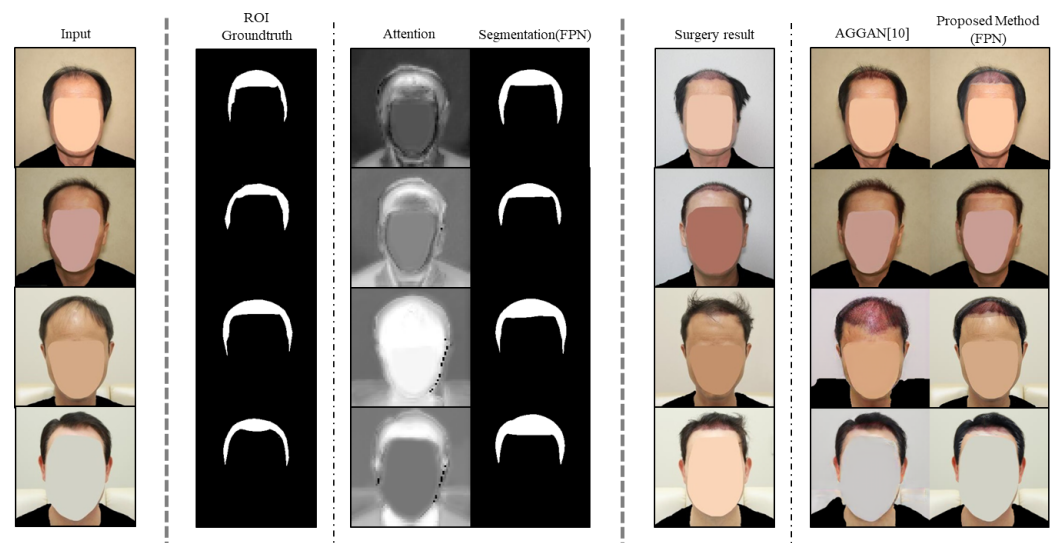 Input
ROI
Groundtruth
Attention
Segmentation(FPN)
Surgery result
AGGAN[10]
Proposed Method
(FPN)